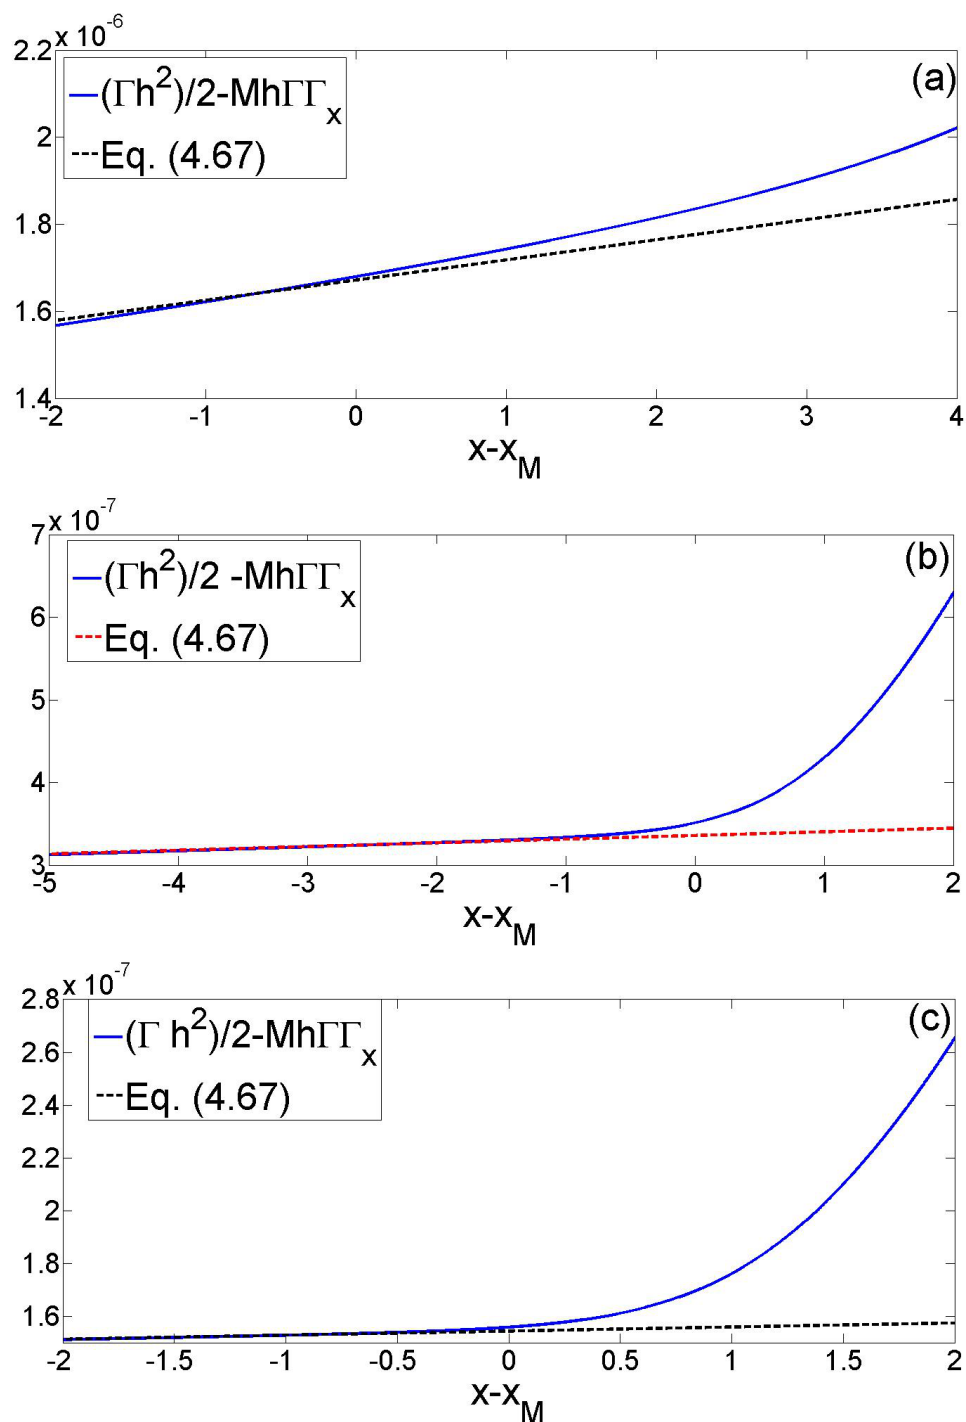 2.2 x 10^-6
(a)
(Γh^2)/2-MhΓΓ_x
Eq. (4.67)
2
1.8
1.6
1.4
-2 -1 0 1 2 3 4
x-x_M
7 x 10^-7
(b)
(Γh^2)/2 -MhΓΓ_x
Eq. (4.67)
6
5
4
3
-5 -4 -3 -2 -1 0 1 2
x-x_M
2.8 x 10^-7
(c)
(Γ h^2)/2-MhΓΓ_x
Eq. (4.67)
2.6
2.4
2.2
2
1.8
1.6
-2 -1.5 -1 -0.5 0 0.5 1 1.5 2
x-x_M